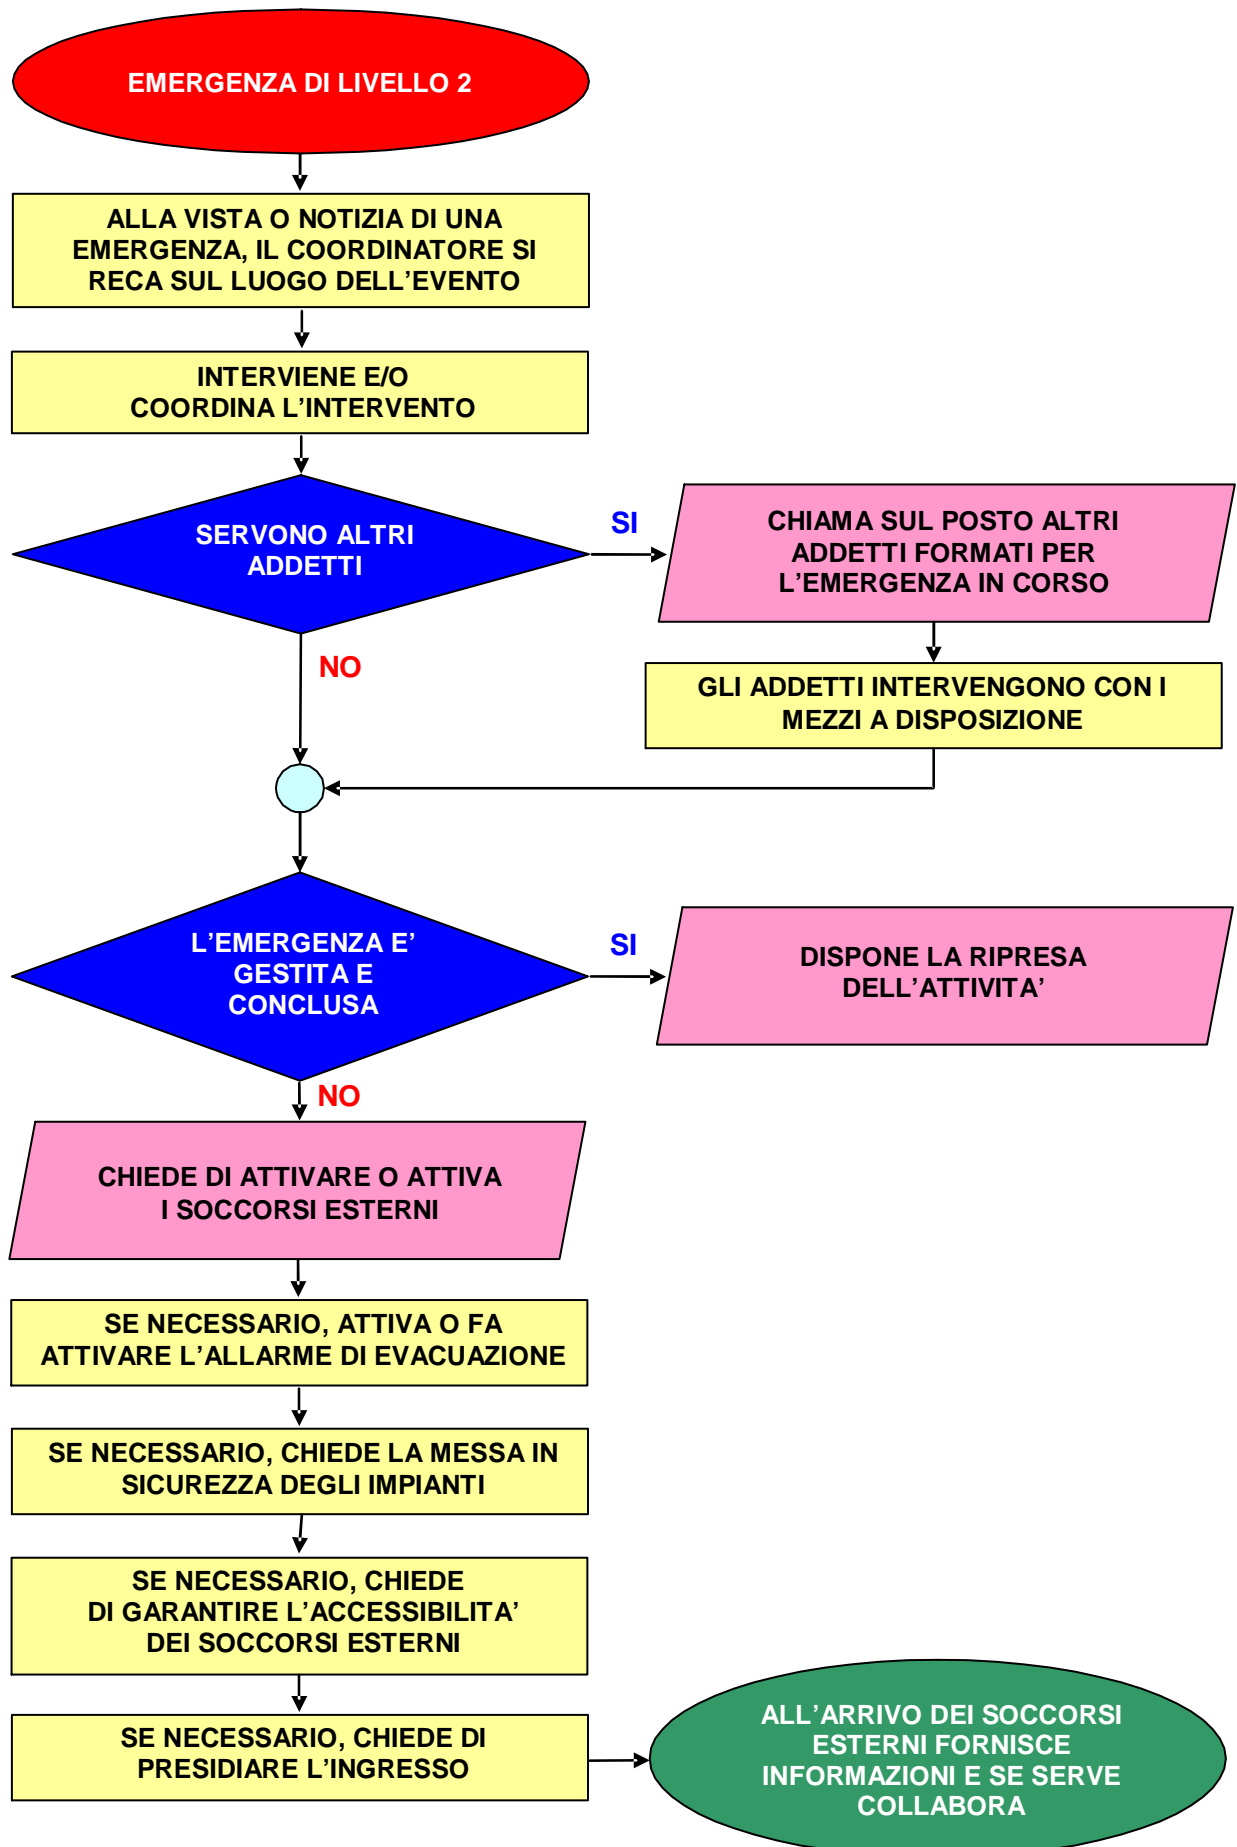 EMERGENZA DI LIVELLO 2
ALLA VISTA O NOTIZIA DI UNA
EMERGENZA, IL COORDINATORE SI
RECA SUL LUOGO DELL’EVENTO
INTERVIENE E/O
COORDINA L’INTERVENTO
SERVONO ALTRI
ADDETTI
SI
CHIAMA SUL POSTO ALTRI
ADDETTI FORMATI PER
L’EMERGENZA IN CORSO
NO
GLI ADDETTI INTERVENGONO CON I
MEZZI A DISPOSIZIONE
L’EMERGENZA E’
GESTITA E
CONCLUSA
SI
DISPONE LA RIPRESA
DELL’ATTIVITA’
NO
CHIEDE DI ATTIVARE O ATTIVA
I SOCCORSI ESTERNI
SE NECESSARIO, ATTIVA O FA
ATTIVARE L’ALLARME DI EVACUAZIONE
SE NECESSARIO, CHIEDE LA MESSA IN
SICUREZZA DEGLI IMPIANTI
SE NECESSARIO, CHIEDE
DI GARANTIRE L’ACCESSIBILITA’
DEI SOCCORSI ESTERNI
SE NECESSARIO, CHIEDE DI
PRESIDIARE L’INGRESSO
ALL’ARRIVO DEI SOCCORSI
ESTERNI FORNISCE
INFORMAZIONI E SE SERVE
COLLABORA